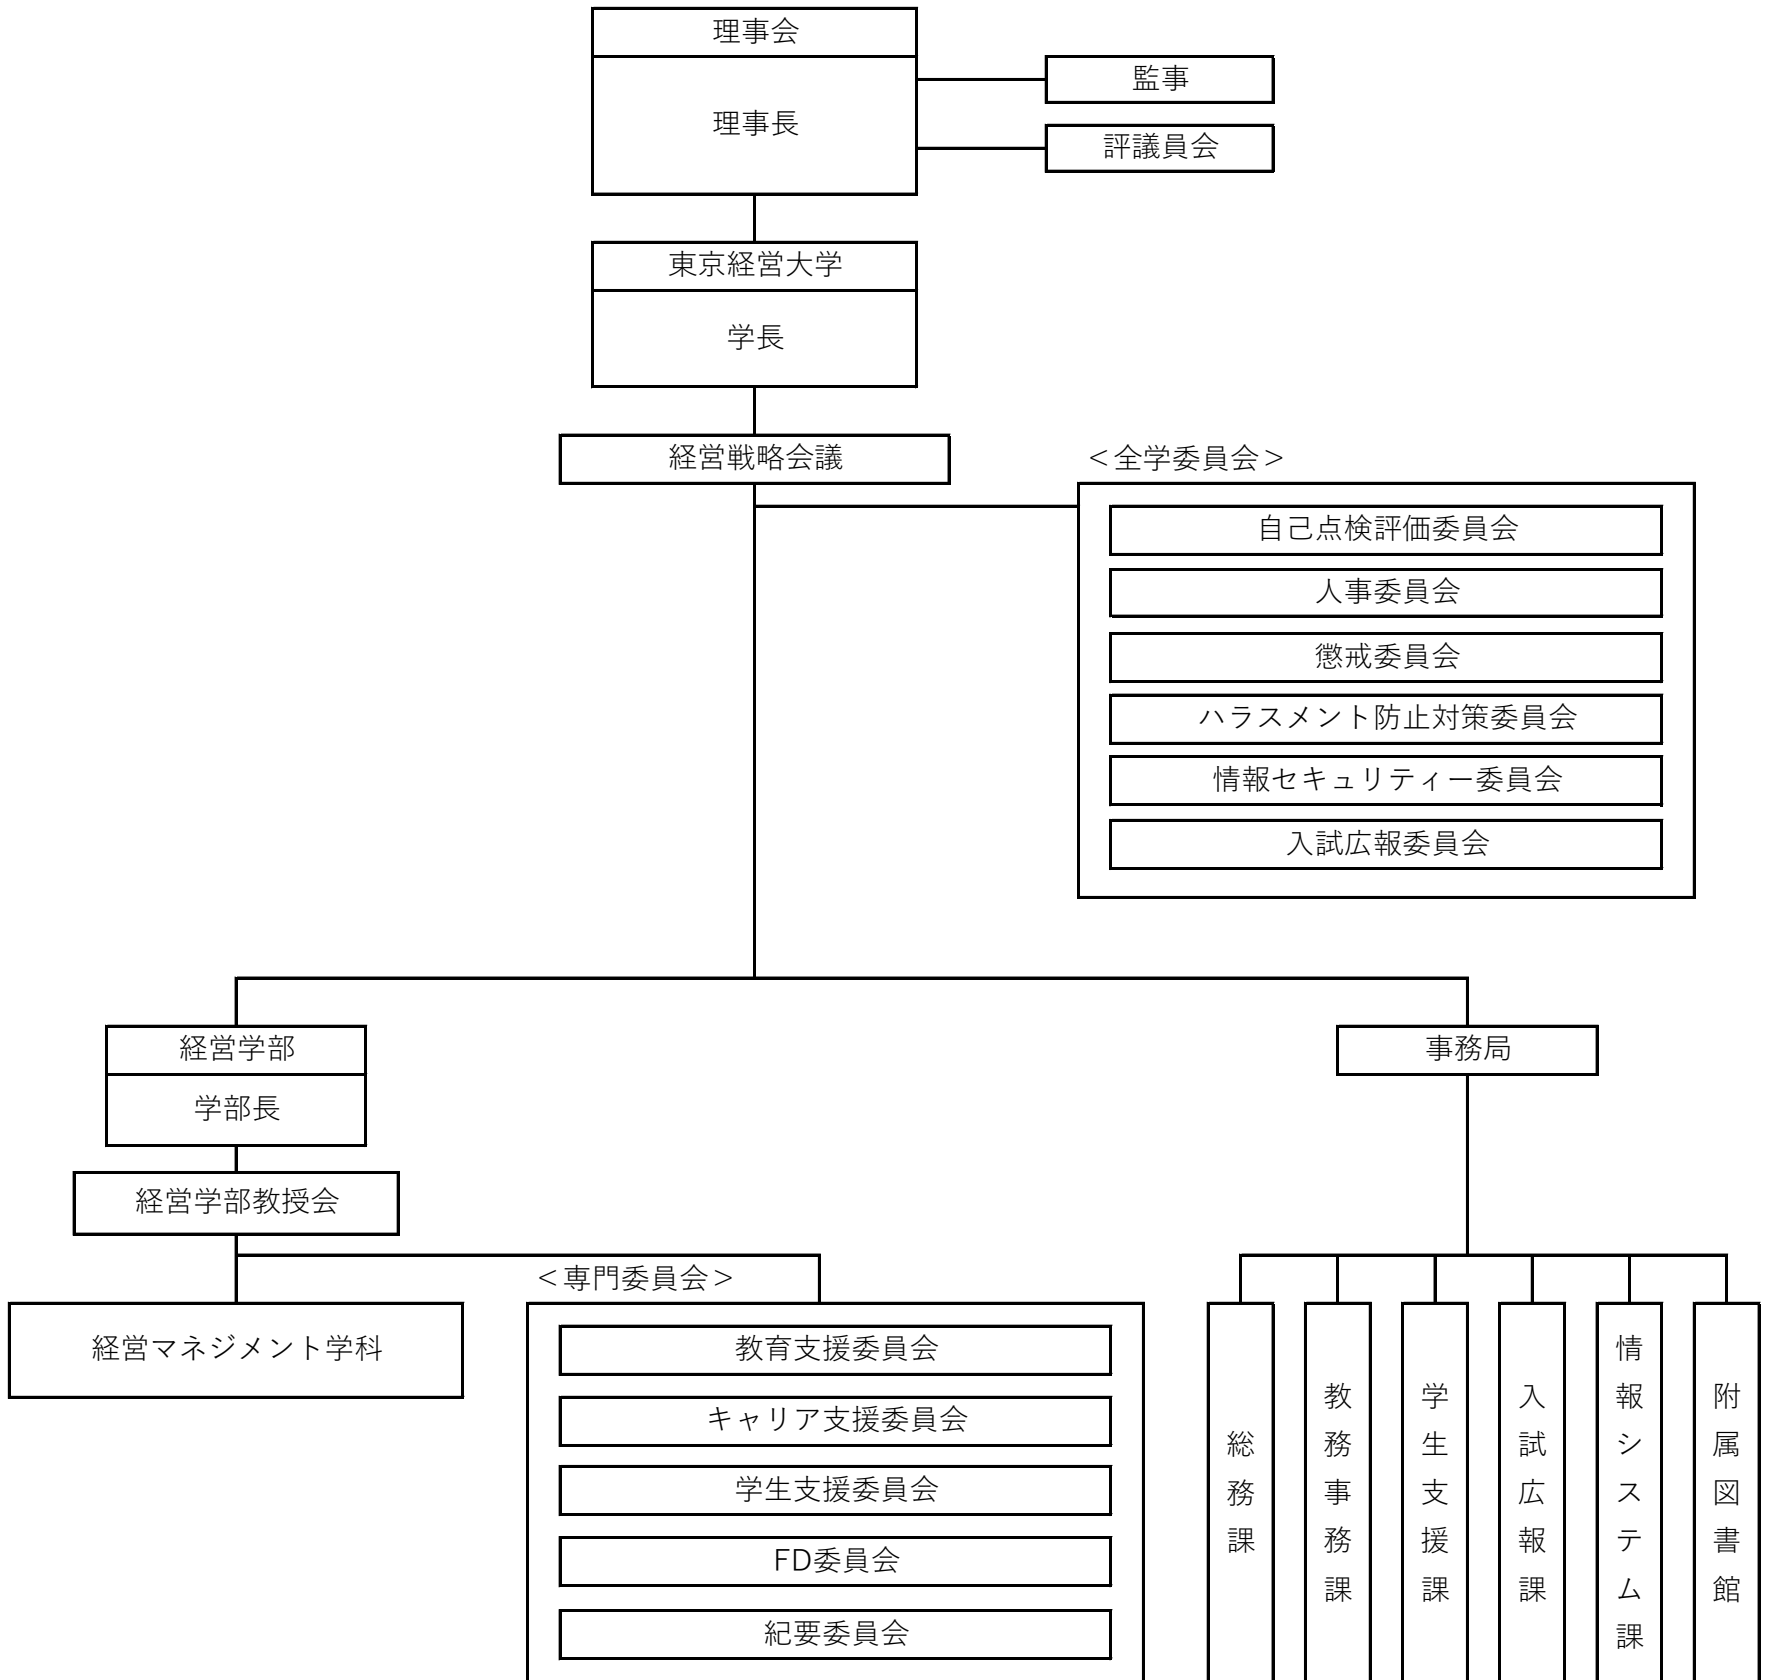 理事会
理事長
監事
評議員会
東京経営大学
学長
経営戦略会議
＜全学委員会＞
自己点検評価委員会
人事委員会
懲戒委員会
ハラスメント防止対策委員会
情報セキュリティー委員会
入試広報委員会
経営学部
学部長
経営学部教授会
事務局
経営マネジメント学科
＜専門委員会＞
教育支援委員会
キャリア支援委員会
学生支援委員会
FD委員会
紀要委員会
総務課
教務事務課
学生支援課
入試広報課
情報システム課
附属図書館